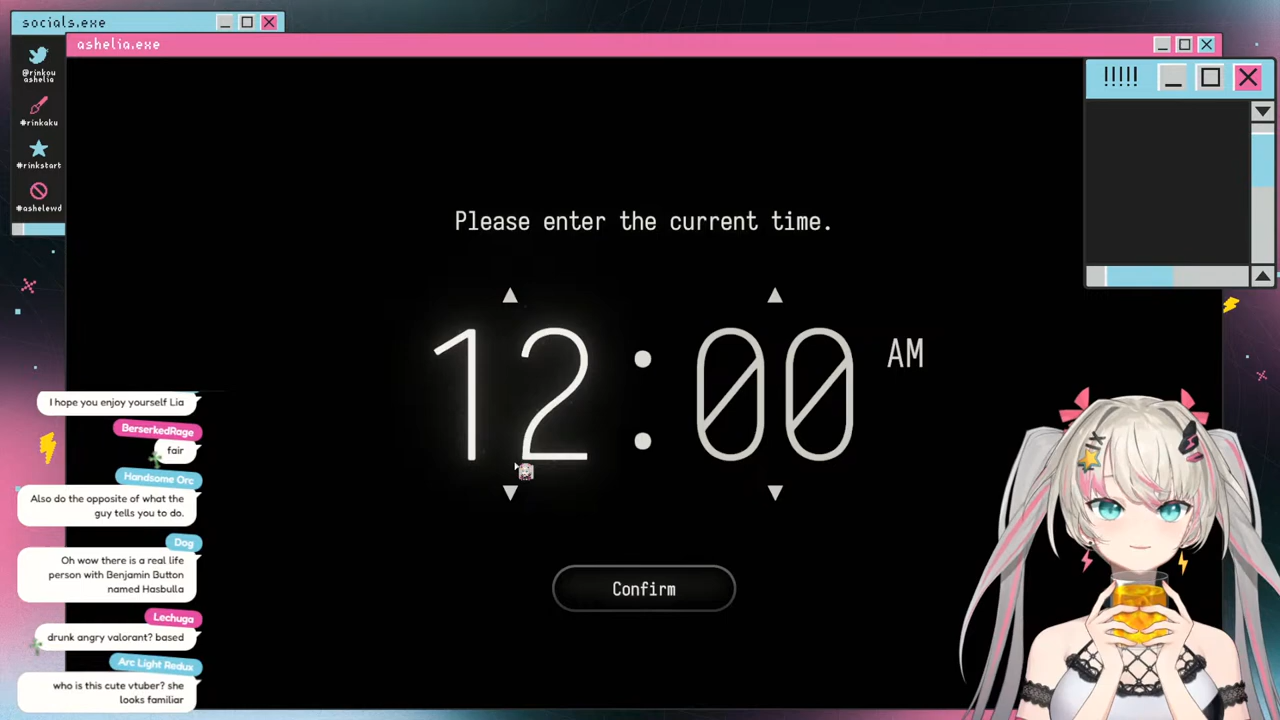 socials.exe
ashelia.exe
@rinkou
ashelia
#rinkaku
#rinkstart
#ashelewd
!!!!!
Please enter the current time.
12:00 AM
Confirm
I hope you enjoy yourself Lia
BerserkedRage
fair
Handsome Orc
Also do the opposite of what the
guy tells you to do.
Dog
Oh wow there is a real life
person with Benjamin Button
named Hasbulla
Lechuga
drunk angry valorant? based
Arc Light Redux
who is this cute vtuber? she
looks familiar